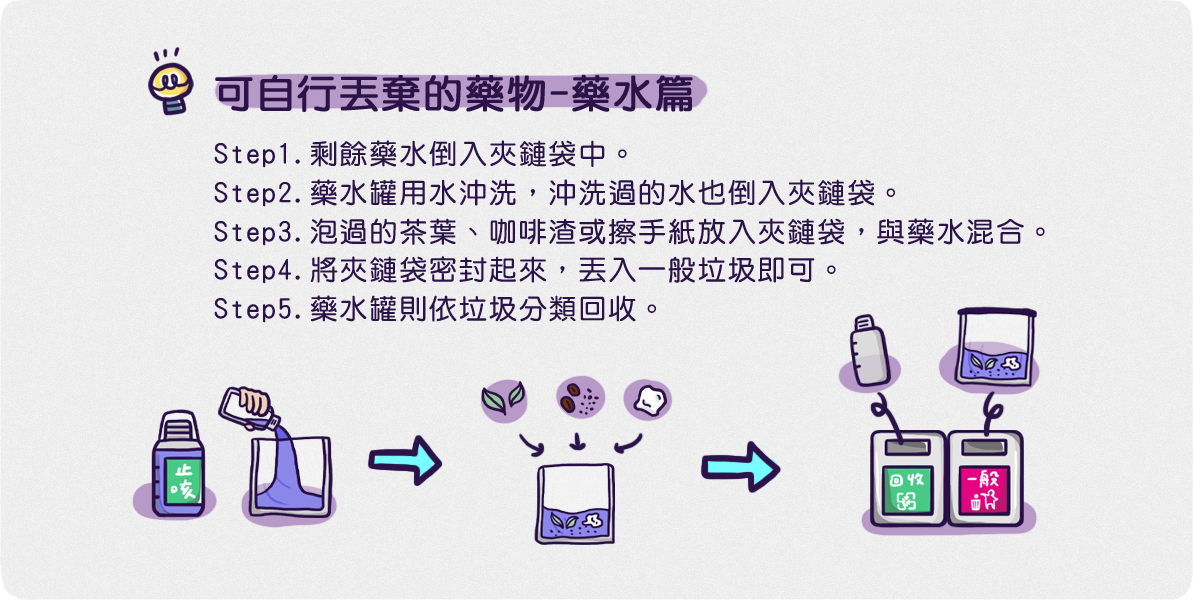 可自行丟棄的藥物-藥水篇
Step1.剩餘藥水倒入夾鏈袋中。
Step2.藥水罐用水沖洗，沖洗過的水也倒入夾鏈袋。
Step3.泡過的茶葉、咖啡渣或擦手紙放入夾鏈袋，與藥水混合。
Step4.將夾鏈袋密封起來，丟入一般垃圾即可。
Step5.藥水罐則依垃圾分類回收。
止
咳
回收
一般